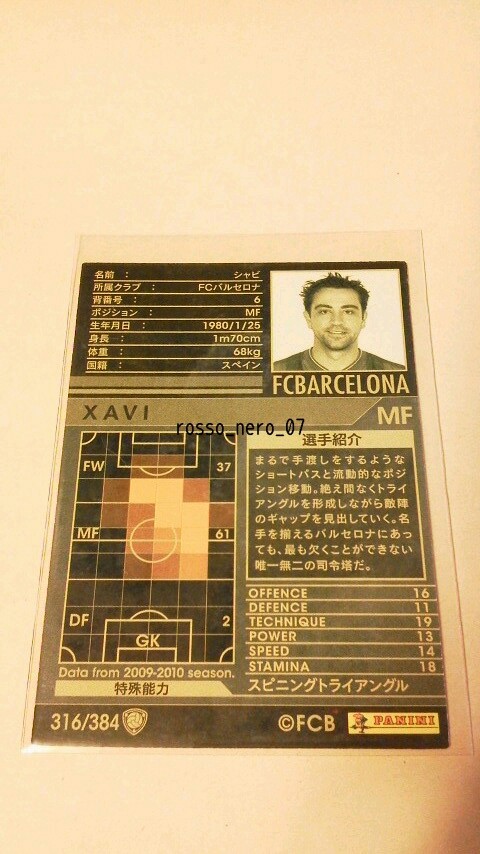 名前 ： シャビ
所属クラブ ： FCバルセロナ
背番号 ： 6
ポジション ： MF
生年月日 ： 1980/1/25
身長 ： 1m70cm
体重 ： 68kg
国籍 ： スペイン
FCBARCELONA
XAVI
MF
rosso_nero_07
FW 37
MF 61
DF 2
GK
Data from 2009-2010 season.
選手紹介
まるで手渡しをするような
ショートパスと流動的なポジ
ション移動。絶え間なくトライ
アングルを形成しながら敵陣
のギャップを見出していく。名
手を揃えるバルセロナにあっ
ても、最も欠くことができない
唯一無二の司令塔だ。
OFFENCE 16
DEFENCE 11
TECHNIQUE 19
POWER 13
SPEED 14
STAMINA 18
特殊能力 スピニングトライアングル
316/384
©FCB PANINI